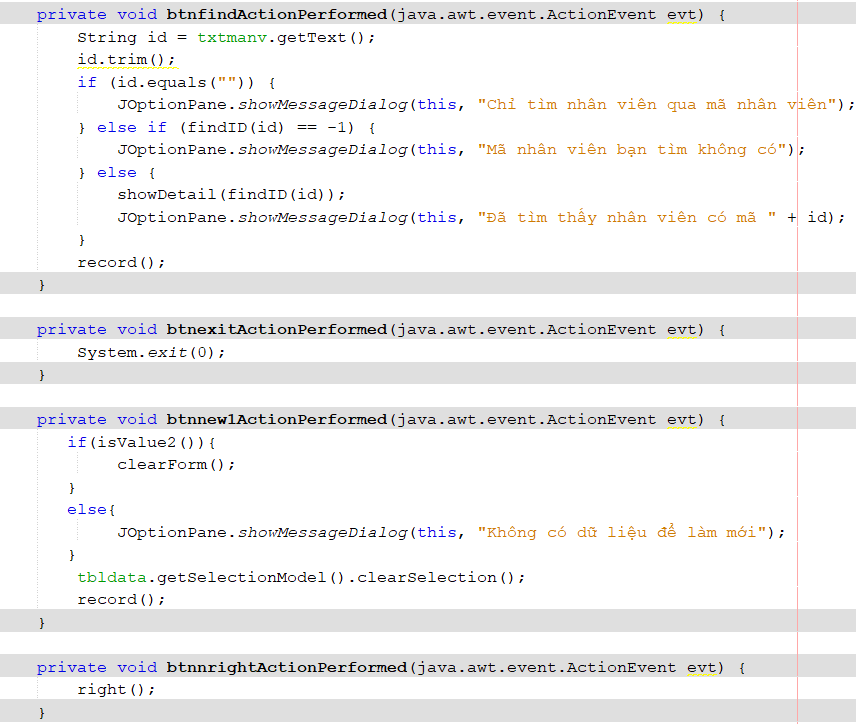 private void btnfindActionPerformed(java.awt.event.ActionEvent evt) {
    String id = txtmanv.getText();
    id.trim();
    if (id.equals("")) {
        JOptionPane.showMessageDialog(this, "Chỉ tìm nhân viên qua mã nhân viên");
    } else if (findID(id) == -1) {
        JOptionPane.showMessageDialog(this, "Mã nhân viên bạn tìm không có");
    } else {
        showDetail(findID(id));
        JOptionPane.showMessageDialog(this, "Đã tìm thấy nhân viên có mã " + id);
    }
    record();
}
private void btnexitActionPerformed(java.awt.event.ActionEvent evt) {
    System.exit(0);
}
private void btnnew1ActionPerformed(java.awt.event.ActionEvent evt) {
   if(isValue2()){
        clearForm();
   }
   else{
        JOptionPane.showMessageDialog(this, "Không có dữ liệu để làm mới");
   }
    tbldata.getSelectionModel().clearSelection();
    record();
}
private void btnnrightActionPerformed(java.awt.event.ActionEvent evt) {
    right();
}